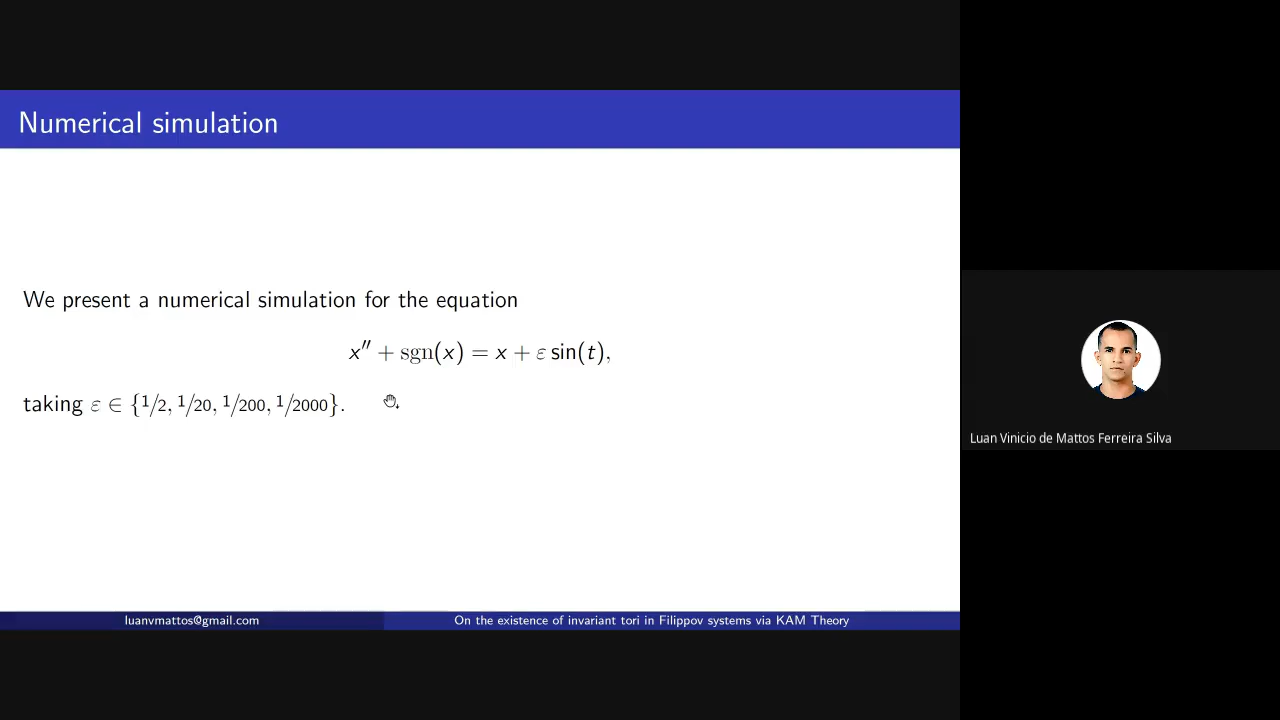 Numerical simulation
We present a numerical simulation for the equation
x″ + sgn(x) = x + ε sin(t),
taking ε ∈ {1/2, 1/20, 1/200, 1/2000}.
Luan Vinicio de Mattos Ferreira Silva
luanvmattos@gmail.com
On the existence of invariant tori in Filippov systems via KAM Theory